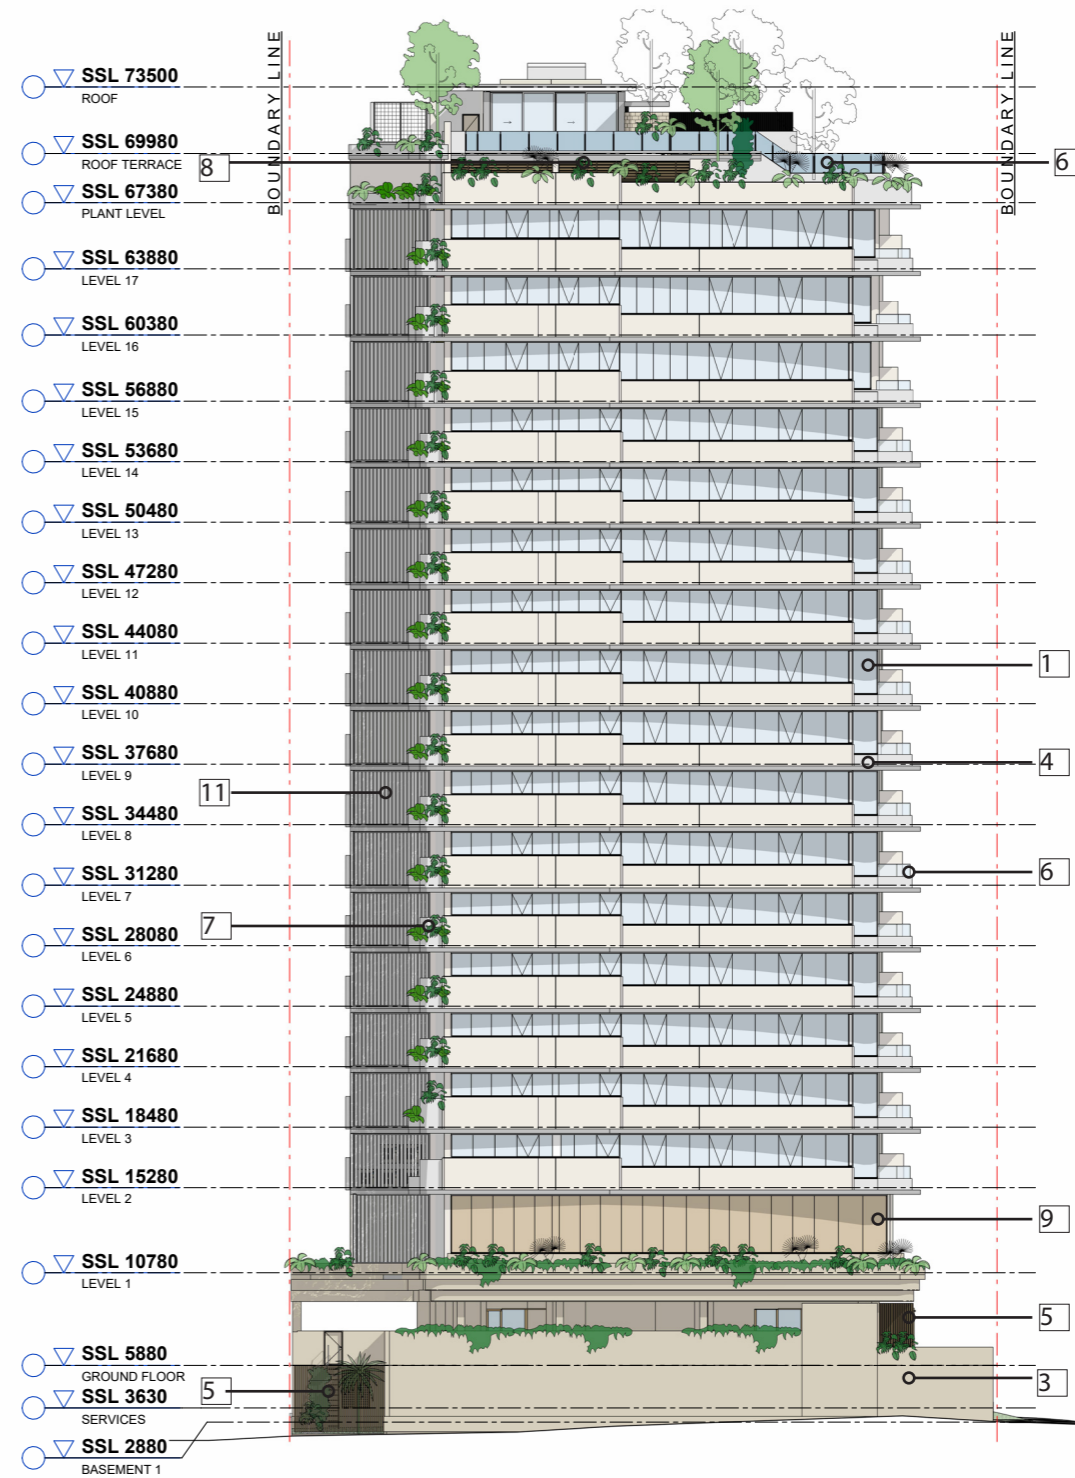 BOUNDARY LINE
BOUNDARY LINE
SSL 73500
ROOF
SSL 69980
ROOF TERRACE
8
6
SSL 67380
PLANT LEVEL
SSL 63880
LEVEL 17
SSL 60380
LEVEL 16
SSL 56880
LEVEL 15
SSL 53680
LEVEL 14
SSL 50480
LEVEL 13
SSL 47280
LEVEL 12
SSL 44080
LEVEL 11
1
SSL 40880
LEVEL 10
SSL 37680
LEVEL 9
4
11
SSL 34480
LEVEL 8
SSL 31280
LEVEL 7
6
7
SSL 28080
LEVEL 6
SSL 24880
LEVEL 5
SSL 21680
LEVEL 4
SSL 18480
LEVEL 3
SSL 15280
LEVEL 2
9
SSL 10780
LEVEL 1
5
SSL 5880
GROUND FLOOR
5
3
SSL 3630
SERVICES
SSL 2880
BASEMENT 1